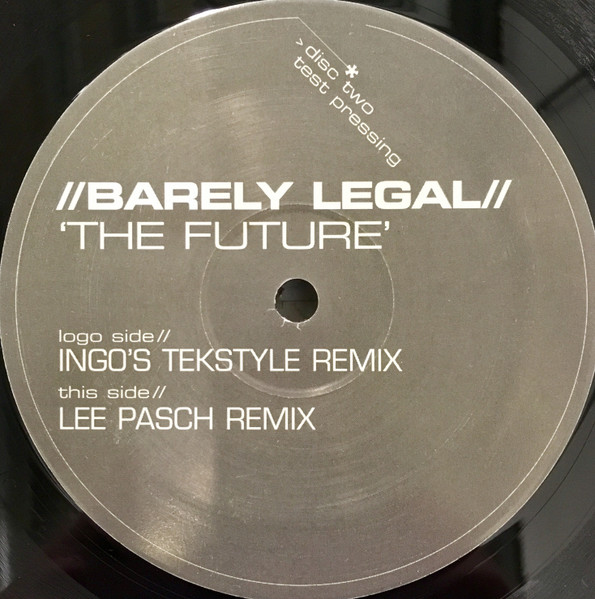 > disc two
test pressing
*
//BARELY LEGAL//
‘THE FUTURE’
logo side//
INGO'S TEKSTYLE REMIX
this side//
LEE PASCH REMIX